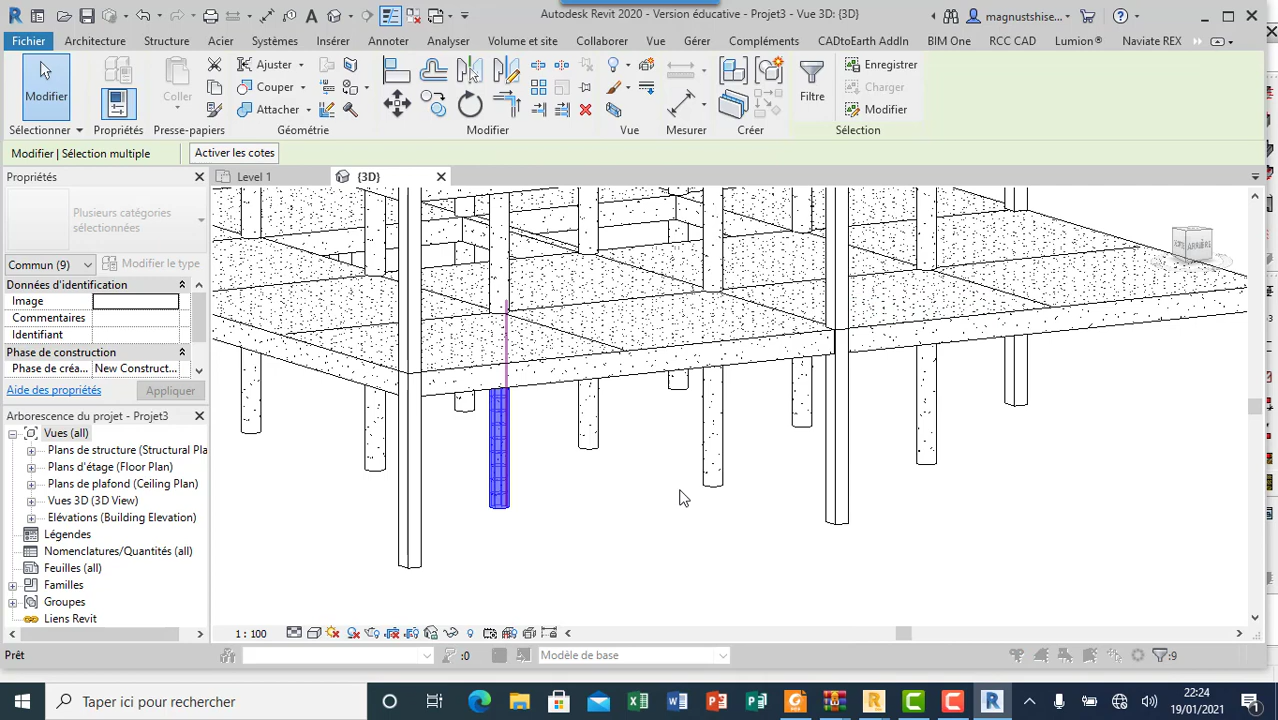 Autodesk Revit 2020 - Version éducative - Projet3 - Vue 3D: {3D}
magnustshise...
Fichier Architecture Structure Acier Systèmes Insérer Annoter Analyser Volume et site Collaborer Vue Gérer Compléments CADtoEarth AddIn BIM One RCC CAD Lumion® Naviate REX
Modifier
Coller
Ajuster
Couper
Attacher
Filtre
Enregistrer
Charger
Modifier
Sélectionner Propriétés Presse-papiers Géométrie Modifier Vue Mesurer Créer Sélection
Modifier | Sélection multiple Activer les cotes
Propriétés
Level 1 {3D}
Plusieurs catégories
sélectionnées
Commun (9) Modifier le type
Données d'identification
Image
Commentaires
Identifiant
Phase de construction
Phase de créa... New Construct...
Aide des propriétés Appliquer
Arborescence du projet - Projet3
Vues (all)
Plans de structure (Structural Pla
Plans d'étage (Floor Plan)
Plans de plafond (Ceiling Plan)
Vues 3D (3D View)
Elévations (Building Elevation)
Légendes
Nomenclatures/Quantités (all)
Feuilles (all)
Familles
Groupes
Liens Revit
ARRIÈRE
1 : 100
Prêt :0 Modèle de base :9
Taper ici pour rechercher
22:24
19/01/2021